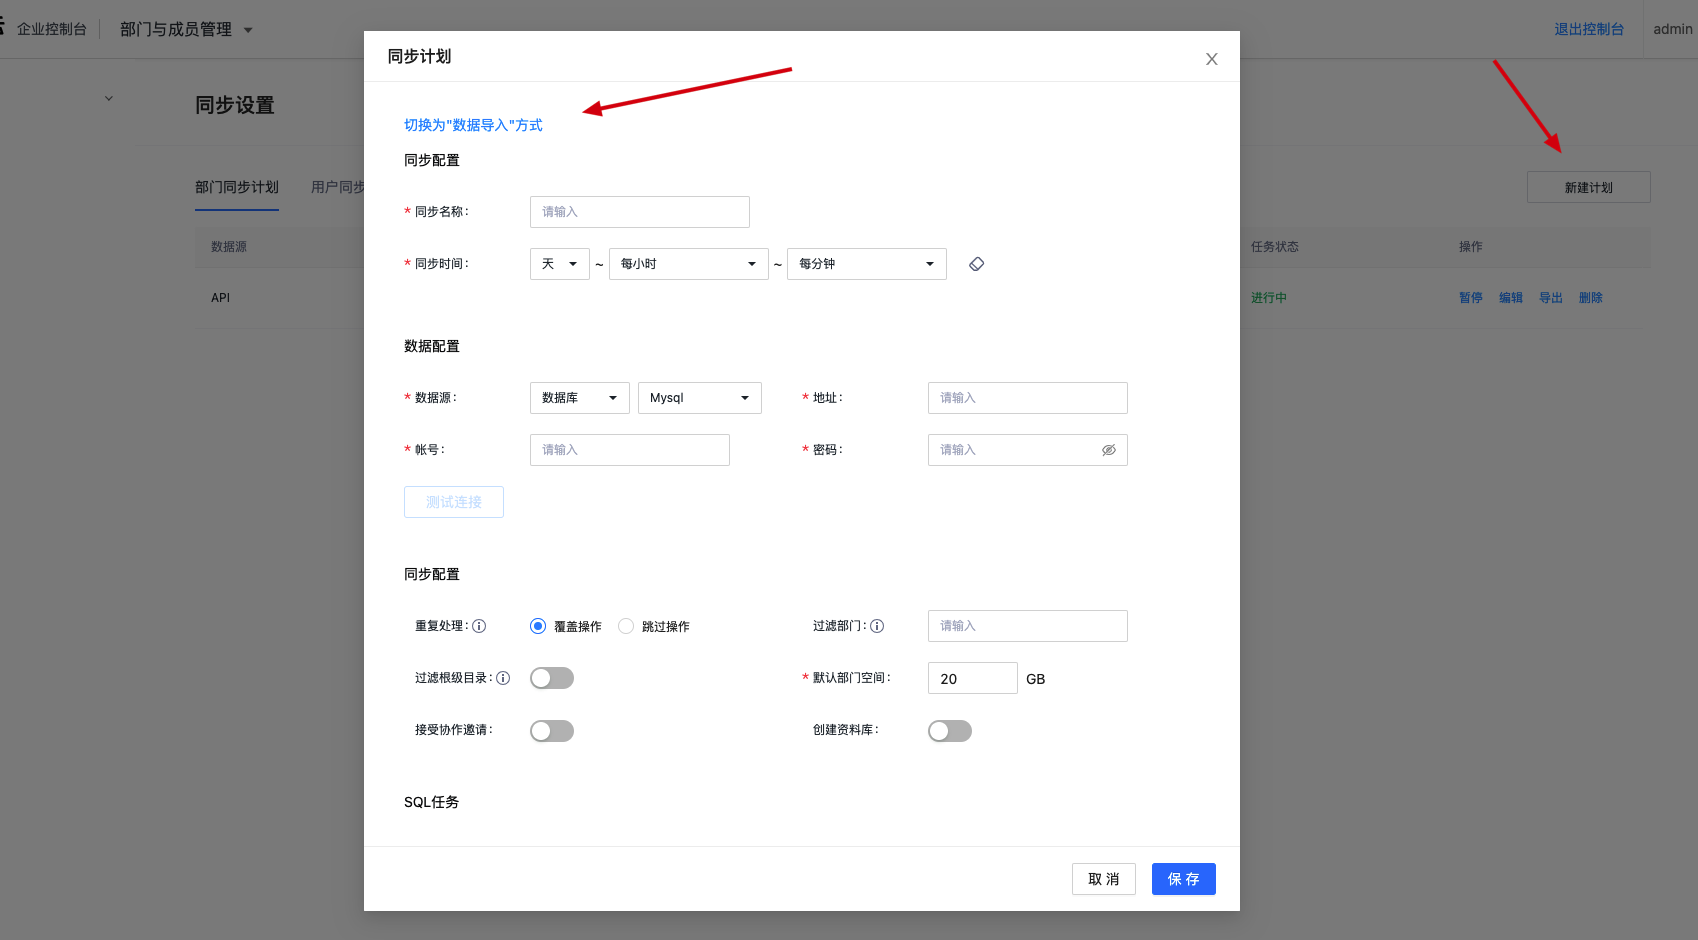 企业控制台 部门与成员管理 退出控制台 admin
同步设置
部门同步计划 用户同步 新建计划
数据源 任务状态 操作
API 进行中 暂停 编辑 导出 删除
同步计划
切换为"数据导入"方式
同步配置
* 同步名称: 请输入
* 同步时间: 天 ~ 每小时 ~ 每分钟
数据配置
* 数据源: 数据库 Mysql * 地址: 请输入
* 帐号: 请输入 * 密码: 请输入
测试连接
同步配置
重复处理: 覆盖操作 跳过操作 过滤部门: 请输入
过滤根级目录: * 默认部门空间: 20 GB
接受协作邀请: 创建资料库:
SQL任务
取 消 保 存